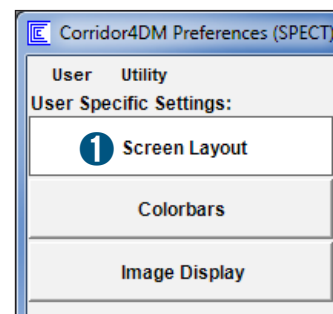 Corridor4DM Preferences (SPECT)
User Utility
User Specific Settings:
1 Screen Layout
Colorbars
Image Display